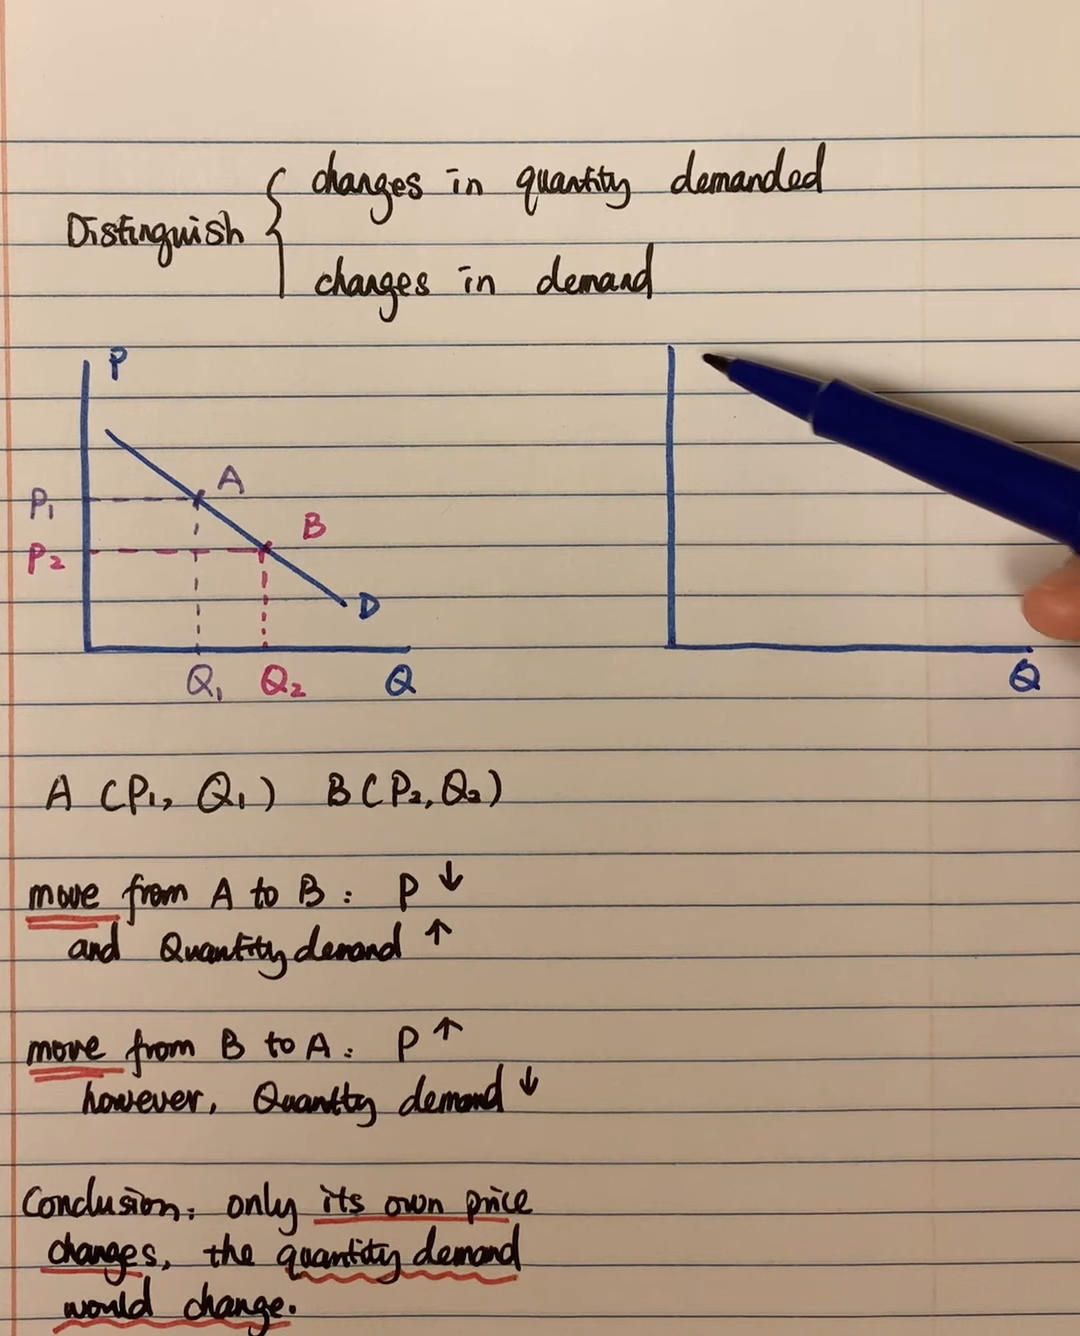 Distinguish { changes in quantity demanded
changes in demand
P
A
P₁
B
P₂
D
Q₁ Q₂ Q
Q
A (P₁, Q₁) B (P₂, Q₂)
move from A to B : P ↓
and Quantity demand ↑
move from B to A : P ↑
however, Quantity demand ↓
Conclusion: only its own price
changes, the quantity demand
would change.